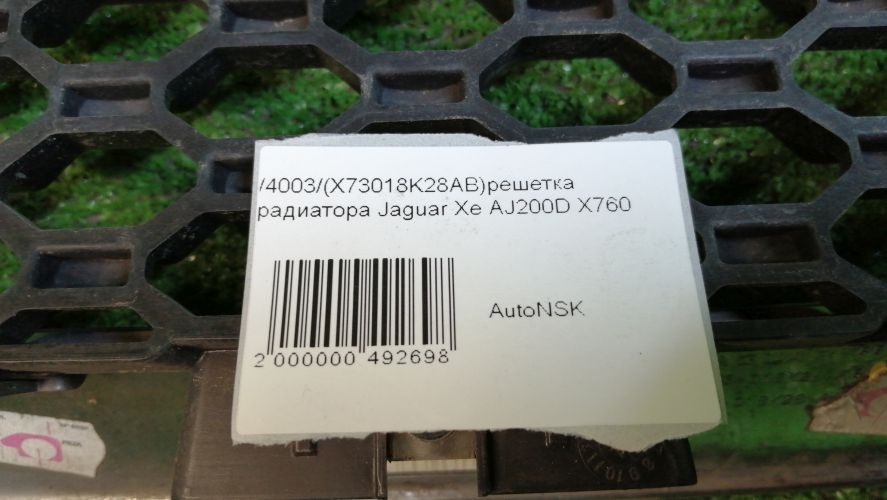 /4003/(X73018K28AB)решетка
радиатора Jaguar Xe AJ200D X760
AutoNSK
2 000000 492698